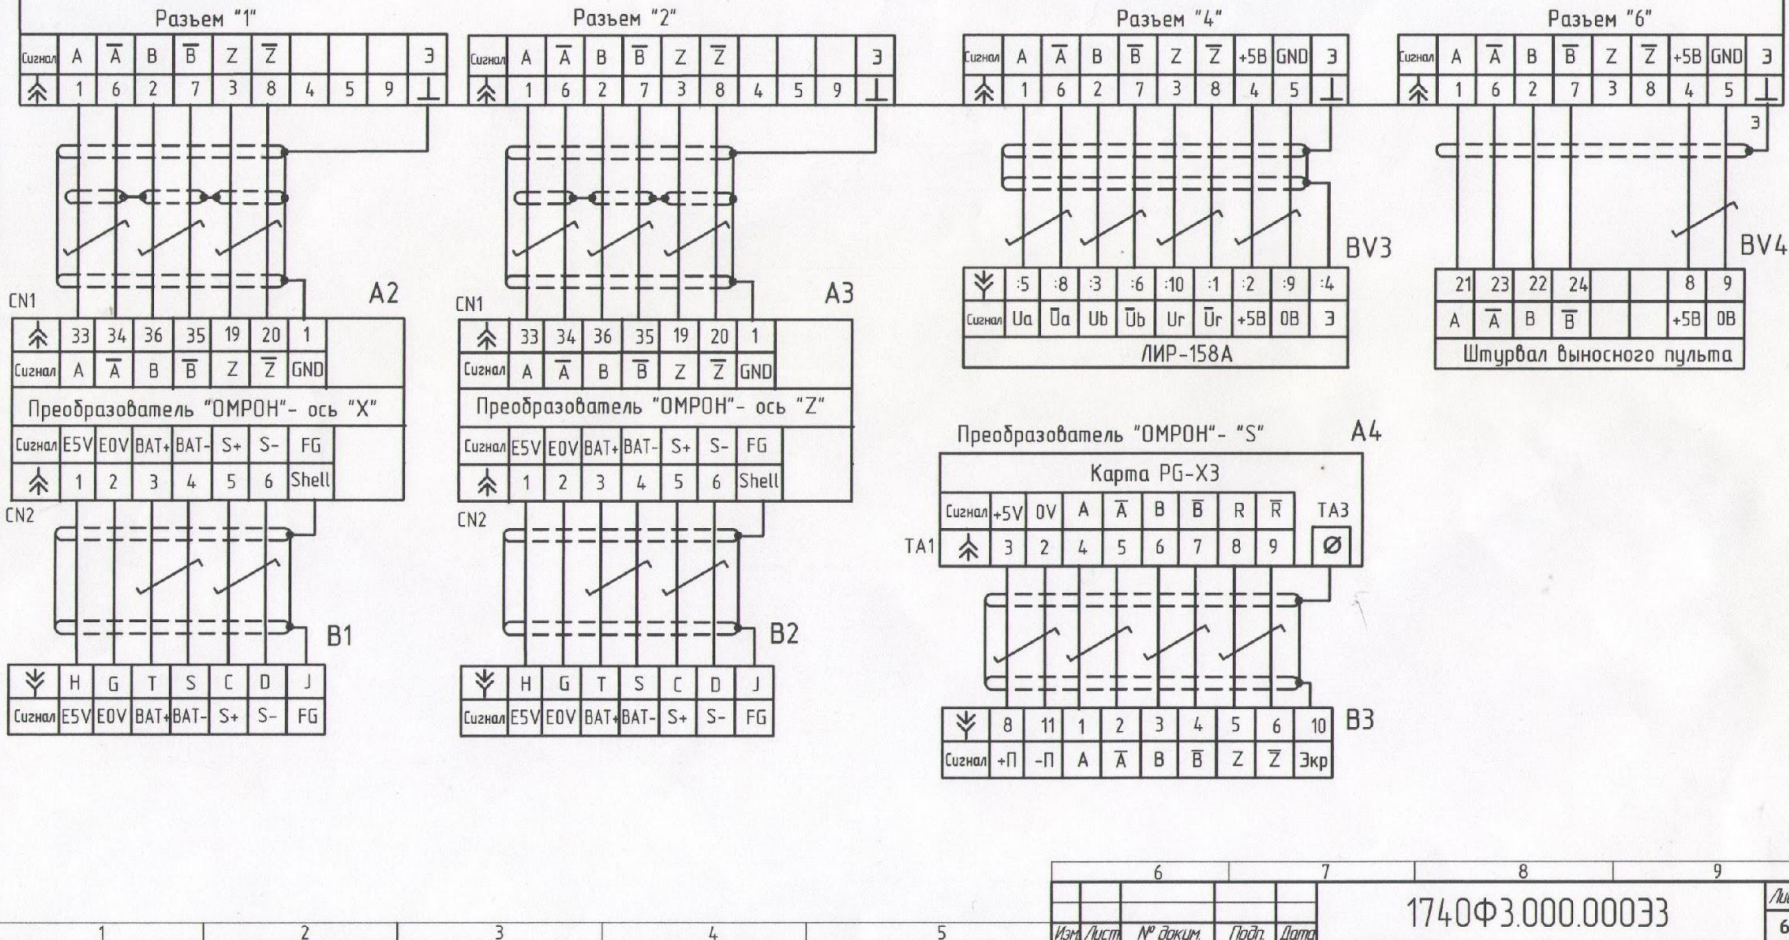 Разъем "1"
Сигнал A A̅ B B̅ Z Z̅ Э
1 6 2 7 3 8 4 5 9
CN1
A2
33 34 36 35 19 20 1
Сигнал A A̅ B B̅ Z Z̅ GND
Преобразователь "ОМРОН"- ось "X"
Сигнал E5V E0V BAT+ BAT- S+ S- FG
1 2 3 4 5 6 Shell
CN2
B1
H G T S C D J
Сигнал E5V E0V BAT+ BAT- S+ S- FG
Разъем "2"
Сигнал A A̅ B B̅ Z Z̅ Э
1 6 2 7 3 8 4 5 9
CN1
A3
33 34 36 35 19 20 1
Сигнал A A̅ B B̅ Z Z̅ GND
Преобразователь "ОМРОН"- ось "Z"
Сигнал E5V E0V BAT+ BAT- S+ S- FG
1 2 3 4 5 6 Shell
CN2
B2
H G T S C D J
Сигнал E5V E0V BAT+ BAT- S+ S- FG
Разъем "4"
Сигнал A A̅ B B̅ Z Z̅ +5В GND Э
1 6 2 7 3 8 4 5
BV3
:5 :8 :3 :6 :10 :1 :2 :9 :4
Сигнал Ua U̅a Ub U̅b Ur U̅r +5В 0В Э
ЛИР-158А
Разъем "6"
Сигнал A A̅ B B̅ Z Z̅ +5В GND Э
1 6 2 7 3 8 4 5
Э
BV4
21 23 22 24 8 9
A A̅ B B̅ +5В 0В
Штурвал выносного пульта
Преобразователь "ОМРОН"- "S"
A4
Карта PG-X3
Сигнал +5V 0V A A̅ B B̅ R R̅ TA3
TA1 3 2 4 5 6 7 8 9 Ø
B3
8 11 1 2 3 4 5 6 10
Сигнал +П -П A A̅ B B̅ Z Z̅ Экр
6 7 8 9
1740Ф3.000.000Э3
Изм Лист № докум. Подп. Дата
1 2 3 4 5
6